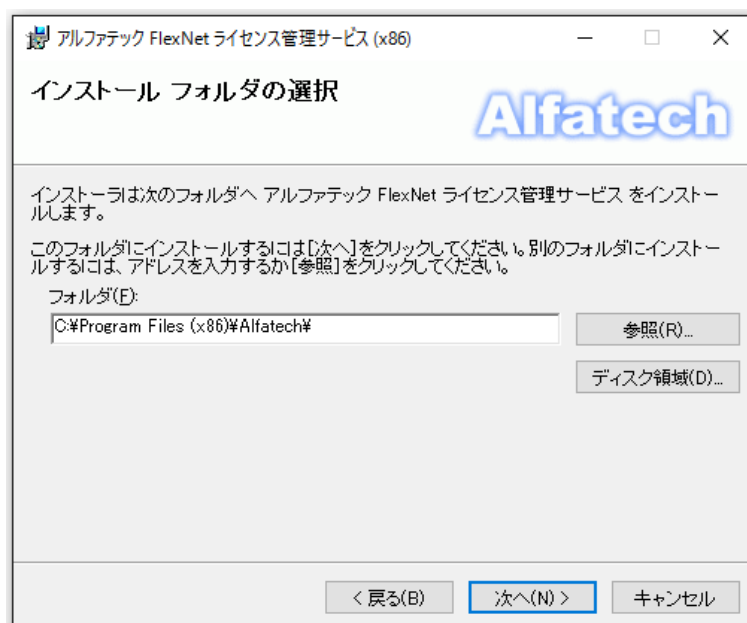 アルファテック FlexNet ライセンス管理サービス (x86)
インストール フォルダの選択
Alfatech
インストーラは次のフォルダへ アルファテック FlexNet ライセンス管理サービス をインストー
ルします。
このフォルダにインストールするには[次へ]をクリックしてください。別のフォルダにインストー
ルするには、アドレスを入力するか[参照]をクリックしてください。
フォルダ(F):
C:¥Program Files (x86)¥Alfatech¥
参照(R)...
ディスク領域(D)...
< 戻る(B)
次へ(N) >
キャンセル